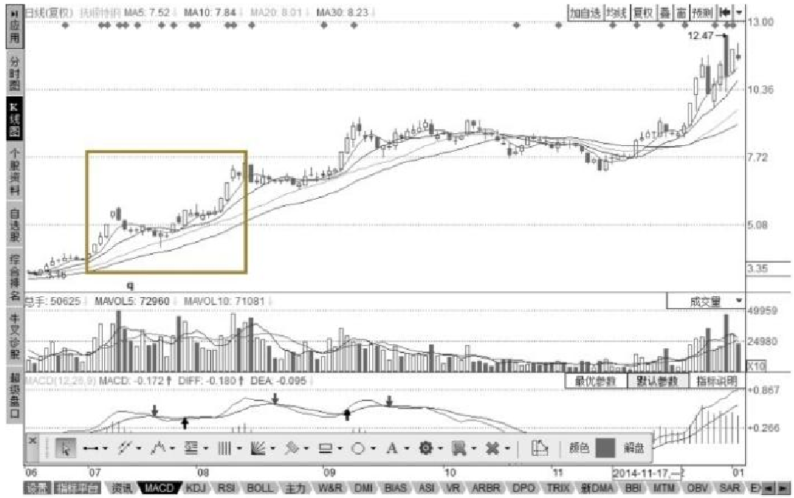 日线(复权) MA5: 7.52↓ MA10: 7.84↓ MA20: 8.01↓ MA30: 8.23↓
加自选 均线 复权 叠 窗 预测
应用
分时图
K线图
个股资料
自选股
综合排名
牛叉诊股
超级盘口
13.00
12.47
10.36
7.72
5.08
3.35
3.16
q
总手: 50625↓ MAVOL5: 72960↓ MAVOL10: 71081↓
成交量
49959
24980
X10
MACD(12,26,9) MACD: -0.172↑ DIFF: -0.180↑ DEA: -0.095↓
最优参数 默认参数 指标说明
+0.867
+0.266
A 颜色 解盘
06 07 08 09 10 11 2014-11-17,一 01
设置 指标平台 资讯 MACD KDJ RSI BOLL 主力 W&R DMI BIAS ASI VR ARBR DPO TRIX 新DMA BBI MTM OBV SAR